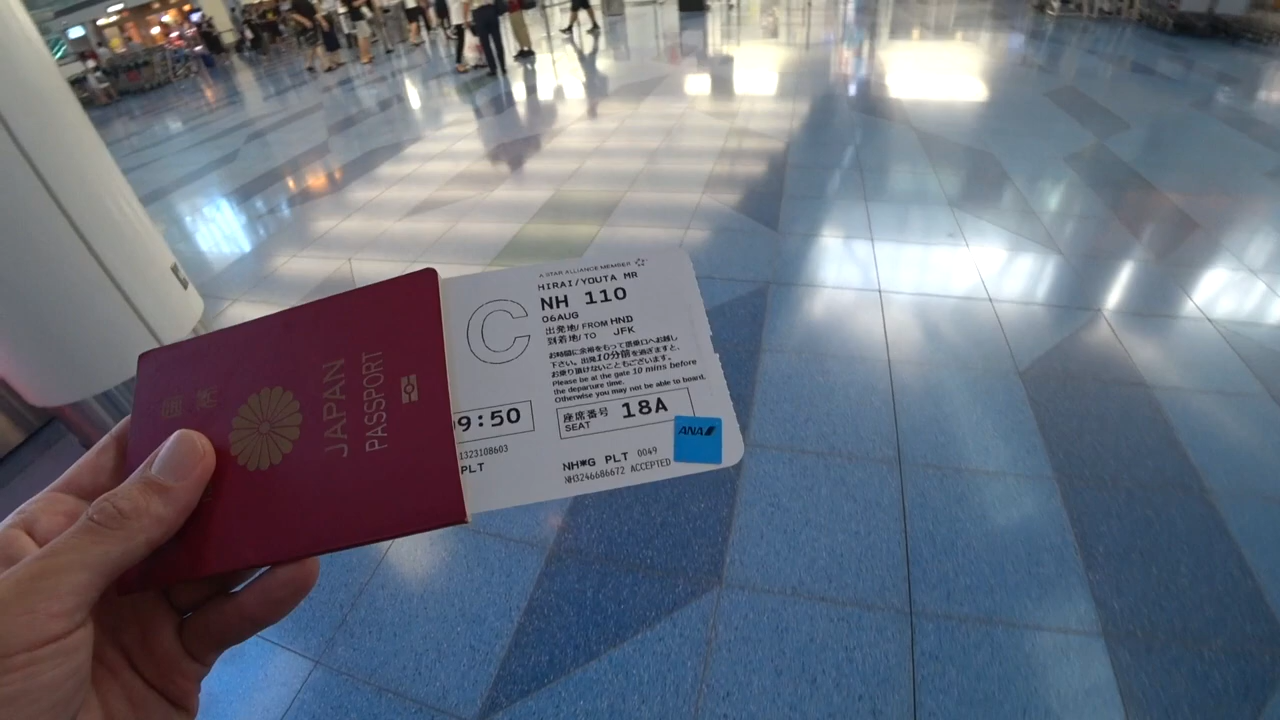 旅券
JAPAN
PASSPORT
A STAR ALLIANCE MEMBER
HIRAI/YOUTA MR
C
NH 110
06AUG
出発地/ FROM HND
到着地/ TO JFK
お時間に余裕をもって搭乗口へお越し
下さい。出発10分前を過ぎますと、
お乗り頂けないこともございます。
Please be at the gate 10 mins before
the departure time.
Otherwise you may not be able to board.
9:50
座席番号 18A
SEAT
1323108603
PLT
NH*G PLT 0049
NH3246686672 ACCEPTED
ANA